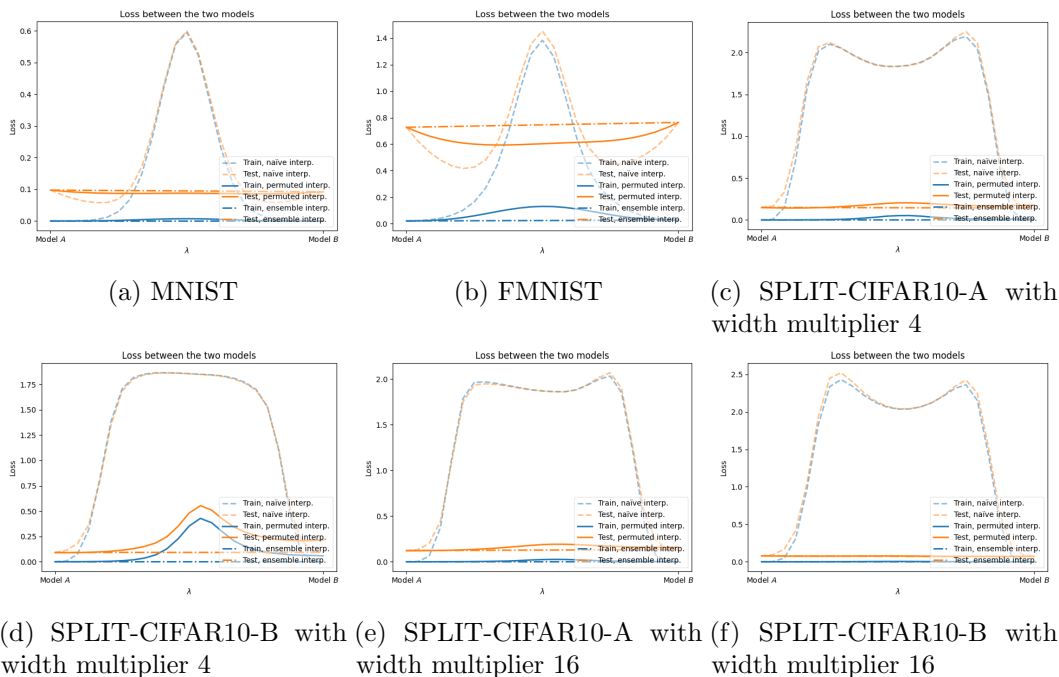 Loss between the two models
0.6
0.5
0.4
0.3
0.2
0.1
0.0
Loss
Train, naïve interp.
Test, naïve interp.
Train, permuted interp.
Test, permuted interp.
Train, ensemble interp.
Test, ensemble interp.
Model A
Model B
λ
(a) MNIST
Loss between the two models
1.4
1.2
1.0
0.8
0.6
0.4
0.2
0.0
Loss
Train, naïve interp.
Test, naïve interp.
Train, permuted interp.
Test, permuted interp.
Train, ensemble interp.
Test, ensemble interp.
Model A
Model B
λ
(b) FMNIST
Loss between the two models
2.0
1.5
1.0
0.5
0.0
Loss
Train, naïve interp.
Test, naïve interp.
Train, permuted interp.
Test, permuted interp.
Train, ensemble interp.
Test, ensemble interp.
Model A
Model B
λ
(c) SPLIT-CIFAR10-A with
width multiplier 4
Loss between the two models
1.75
1.50
1.25
1.00
0.75
0.50
0.25
0.00
Loss
Train, naïve interp.
Test, naïve interp.
Train, permuted interp.
Test, permuted interp.
Train, ensemble interp.
Test, ensemble interp.
Model A
Model B
λ
(d) SPLIT-CIFAR10-B with
width multiplier 4
Loss between the two models
2.0
1.5
1.0
0.5
0.0
Loss
Train, naïve interp.
Test, naïve interp.
Train, permuted interp.
Test, permuted interp.
Train, ensemble interp.
Test, ensemble interp.
Model A
Model B
λ
(e) SPLIT-CIFAR10-A with
width multiplier 16
Loss between the two models
2.5
2.0
1.5
1.0
0.5
0.0
Loss
Train, naïve interp.
Test, naïve interp.
Train, permuted interp.
Test, permuted interp.
Train, ensemble interp.
Test, ensemble interp.
Model A
Model B
λ
(f) SPLIT-CIFAR10-B with
width multiplier 16